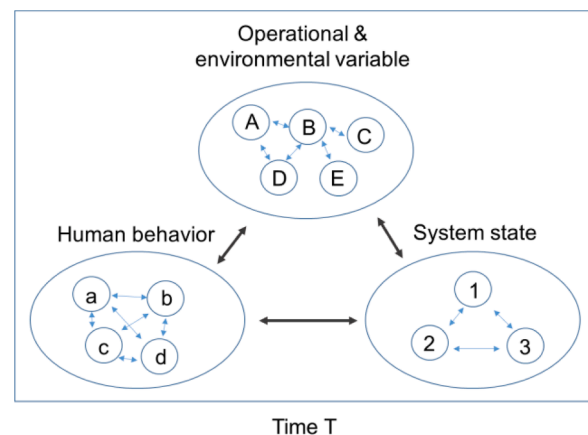 Operational &
environmental variable
A
B
C
D
E
Human behavior
System state
a
b
c
d
1
2
3
Time T